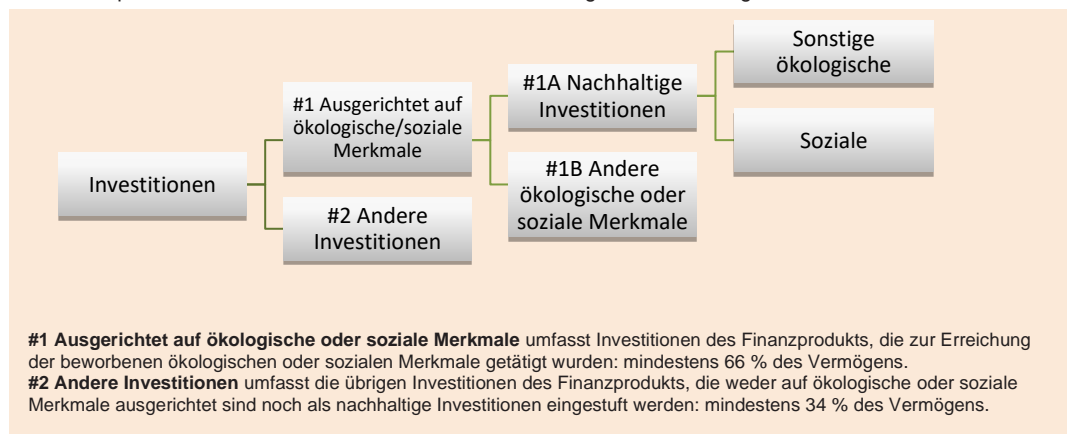 Investitionen
#1 Ausgerichtet auf
ökologische/soziale
Merkmale
#2 Andere
Investitionen
#1A Nachhaltige
Investitionen
#1B Andere
ökologische oder
soziale Merkmale
Sonstige
ökologische
Soziale
#1 Ausgerichtet auf ökologische oder soziale Merkmale umfasst Investitionen des Finanzprodukts, die zur Erreichung
der beworbenen ökologischen oder sozialen Merkmale getätigt wurden: mindestens 66 % des Vermögens.
#2 Andere Investitionen umfasst die übrigen Investitionen des Finanzprodukts, die weder auf ökologische oder soziale
Merkmale ausgerichtet sind noch als nachhaltige Investitionen eingestuft werden: mindestens 34 % des Vermögens.